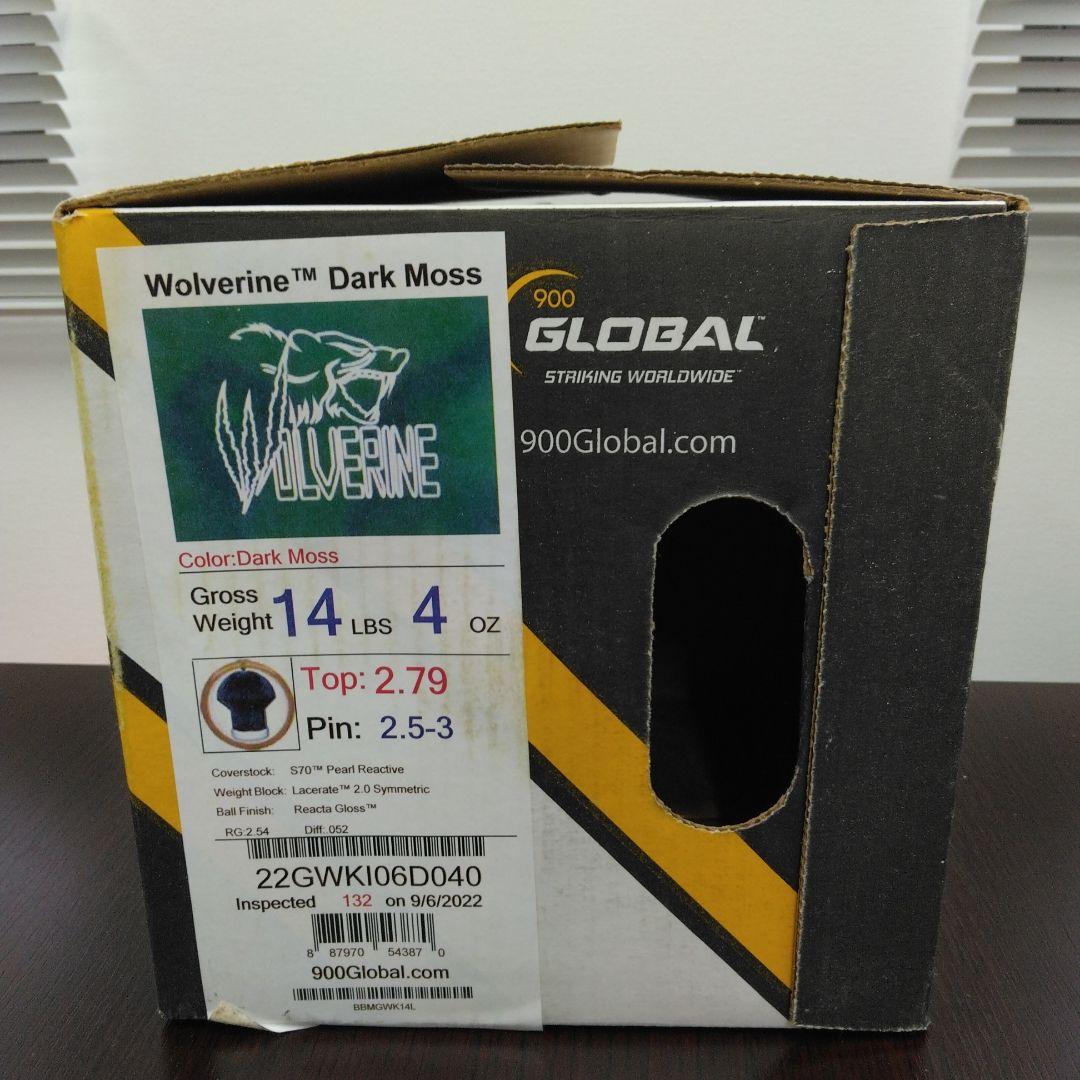 Wolverine™ Dark Moss
WOLVERINE
Color:Dark Moss
Gross Weight 14 LBS 4 OZ
Top: 2.79
Pin: 2.5-3
Coverstock: S70™ Pearl Reactive
Weight Block: Lacerate™ 2.0 Symmetric
Ball Finish: Reacta Gloss™
RG:2.54 Diff:.052
22GWKI06D040
Inspected 132 on 9/6/2022
8 87970 54387 0
900Global.com
BBMGWK14L
900
GLOBAL™
STRIKING WORLDWIDE™
900Global.com